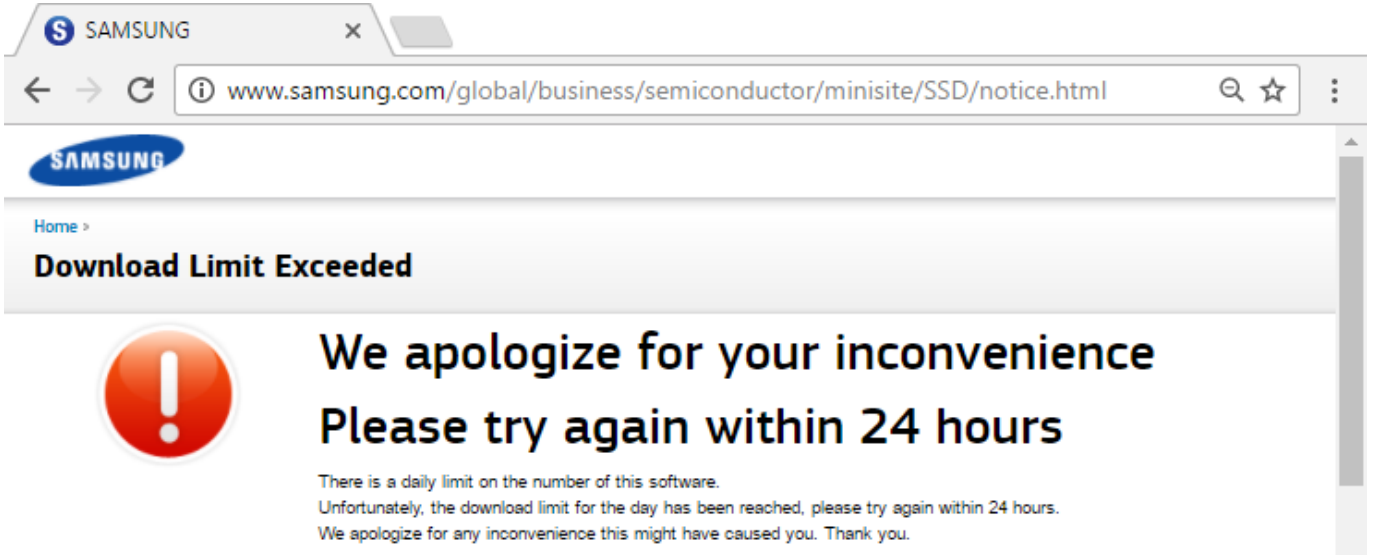 SAMSUNG
www.samsung.com/global/business/semiconductor/minisite/SSD/notice.html
SAMSUNG
Home >
Download Limit Exceeded
We apologize for your inconvenience
Please try again within 24 hours
There is a daily limit on the number of this software.
Unfortunately, the download limit for the day has been reached, please try again within 24 hours.
We apologize for any inconvenience this might have caused you. Thank you.